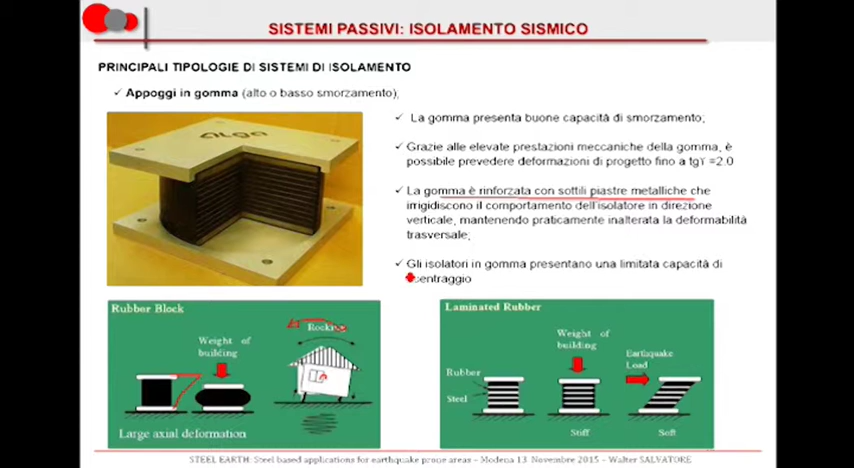 SISTEMI PASSIVI: ISOLAMENTO SISMICO
PRINCIPALI TIPOLOGIE DI SISTEMI DI ISOLAMENTO
✓ Appoggi in gomma (alto o basso smorzamento),
ALGA
✓ La gomma presenta buone capacità di smorzamento;
✓ Grazie alle elevate prestazioni meccaniche della gomma, è
possibile prevedere deformazioni di progetto fino a tgγ =2.0
✓ La gomma è rinforzata con sottili piastre metalliche che
irrigidiscono il comportamento dell'isolatore in direzione
verticale, mantenendo praticamente inalterata la deformabilità
trasversale;
✓ Gli isolatori in gomma presentano una limitata capacità di
Rubber Block
Weight of
building
Rocking
Large axial deformation
Laminated Rubber
Weight of
building
Earthquake
Load
Rubber
Steel
Stiff
Soft
STEEL EARTH: Steel based applications for earthquake prone areas – Modena 13 Novembre 2015 – Walter SALVATORE